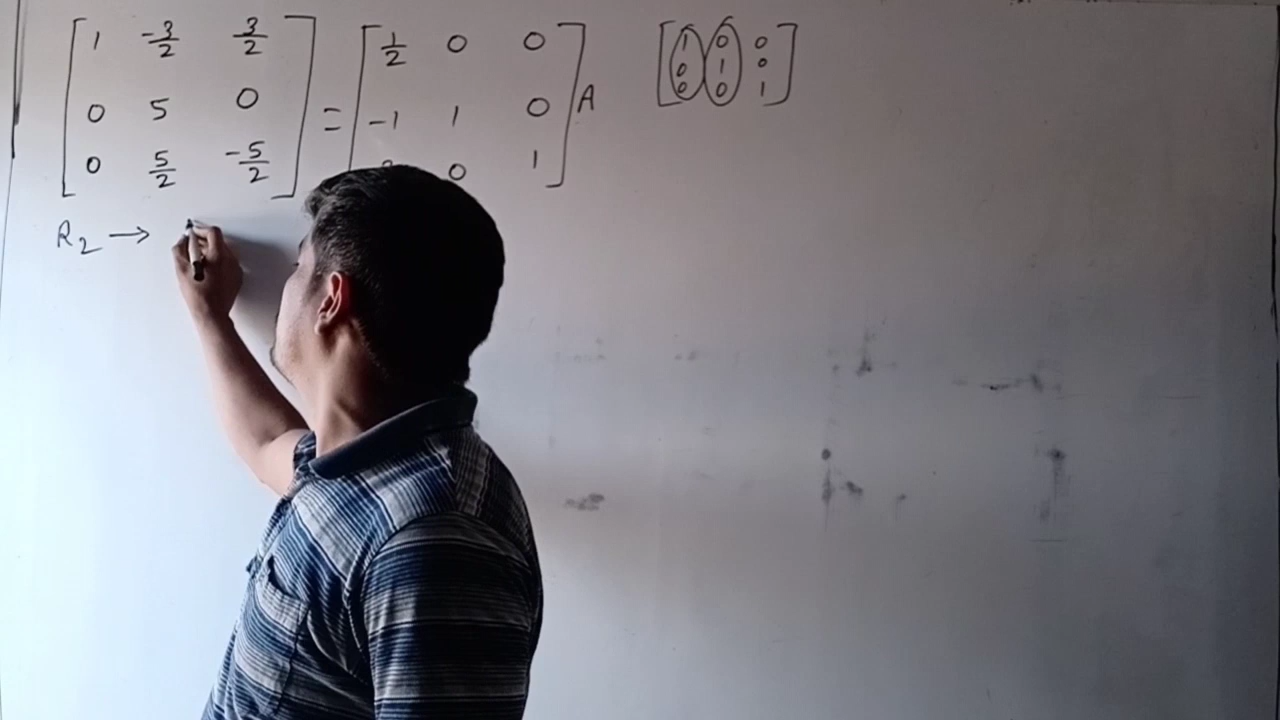 [ 1 -3/2 3/2 ] = [ 1/2 0 0 ] A [ 1 0 0 ]
[ 0 5 0 ] [ -1 1 0 ] [ 0 1 0 ]
[ 0 5/2 -5/2 ] [ 0 1 ] [ 0 0 1 ]
R2 →